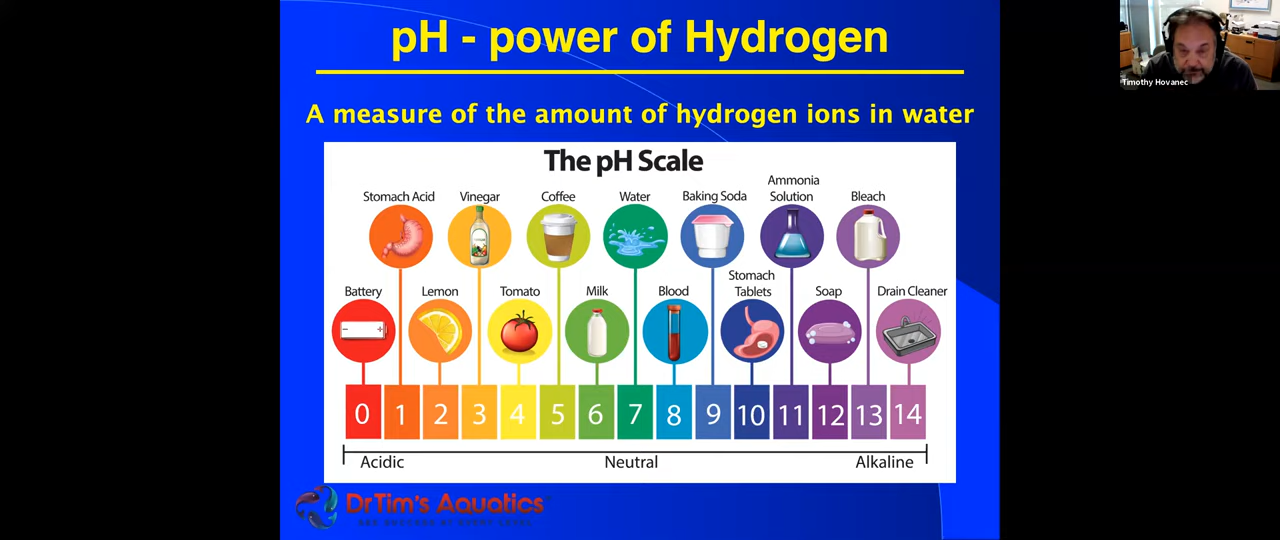 pH - power of Hydrogen
Timothy Hovanec
A measure of the amount of hydrogen ions in water
The pH Scale
Stomach Acid
Vinegar
Coffee
Water
Baking Soda
Ammonia
Solution
Bleach
Battery
Lemon
Tomato
Milk
Blood
Stomach
Tablets
Soap
Drain Cleaner
0 1 2 3 4 5 6 7 8 9 10 11 12 13 14
Acidic Neutral Alkaline
DrTim's Aquatics